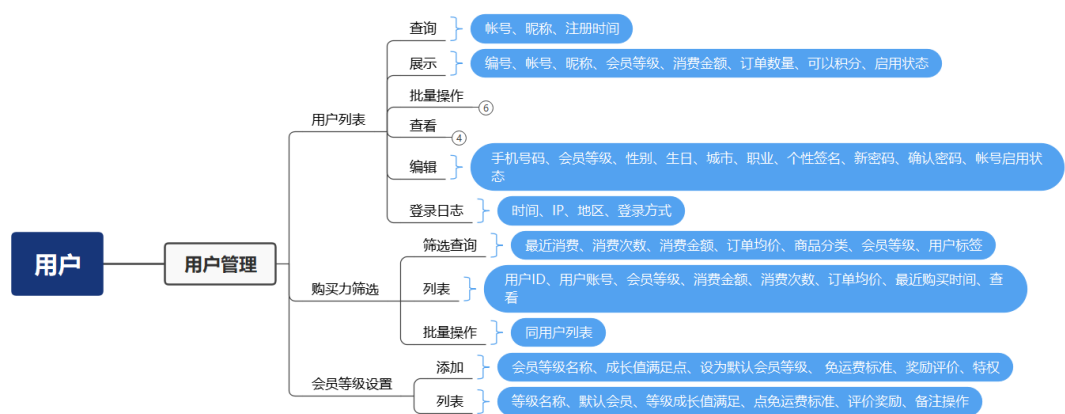 用户
用户管理
用户列表
查询
帐号、昵称、注册时间
展示
编号、帐号、昵称、会员等级、消费金额、订单数量、可以积分、启用状态
批量操作
6
查看
4
编辑
手机号码、会员等级、性别、生日、城市、职业、个性签名、新密码、确认密码、帐号启用状
态
登录日志
时间、IP、地区、登录方式
购买力筛选
筛选查询
最近消费、消费次数、消费金额、订单均价、商品分类、会员等级、用户标签
列表
用户ID、用户账号、会员等级、消费金额、消费次数、订单均价、最近购买时间、查
看
批量操作
同用户列表
会员等级设置
添加
会员等级名称、成长值满足点、设为默认会员等级、 免运费标准、奖励评价、特权
列表
等级名称、默认会员、等级成长值满足、点免运费标准、评价奖励、备注操作